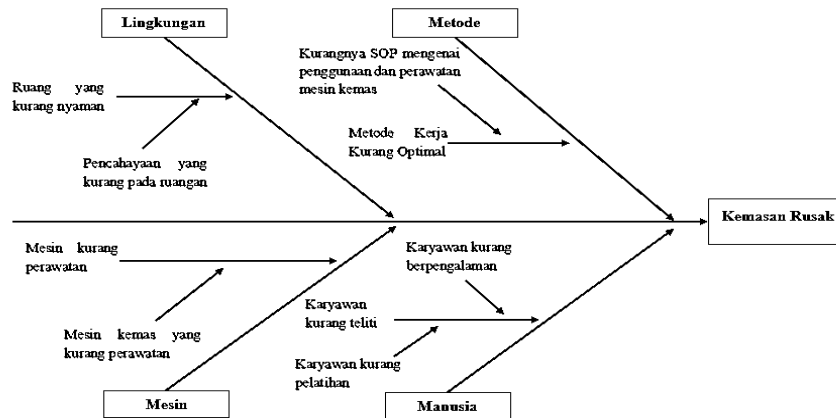 Lingkungan
Metode
Kurangnya SOP mengenai
penggunaan dan perawatan
mesin kemas
Ruang yang
kurang nyaman
Metode Kerja
Kurang Optimal
Pencahayaan yang
kurang pada ruangan
Kemasan Rusak
Mesin kurang
perawatan
Karyawan kurang
berpengalaman
Karyawan
kurang teliti
Mesin kemas yang
kurang perawatan
Karyawan kurang
pelatihan
Mesin
Manusia